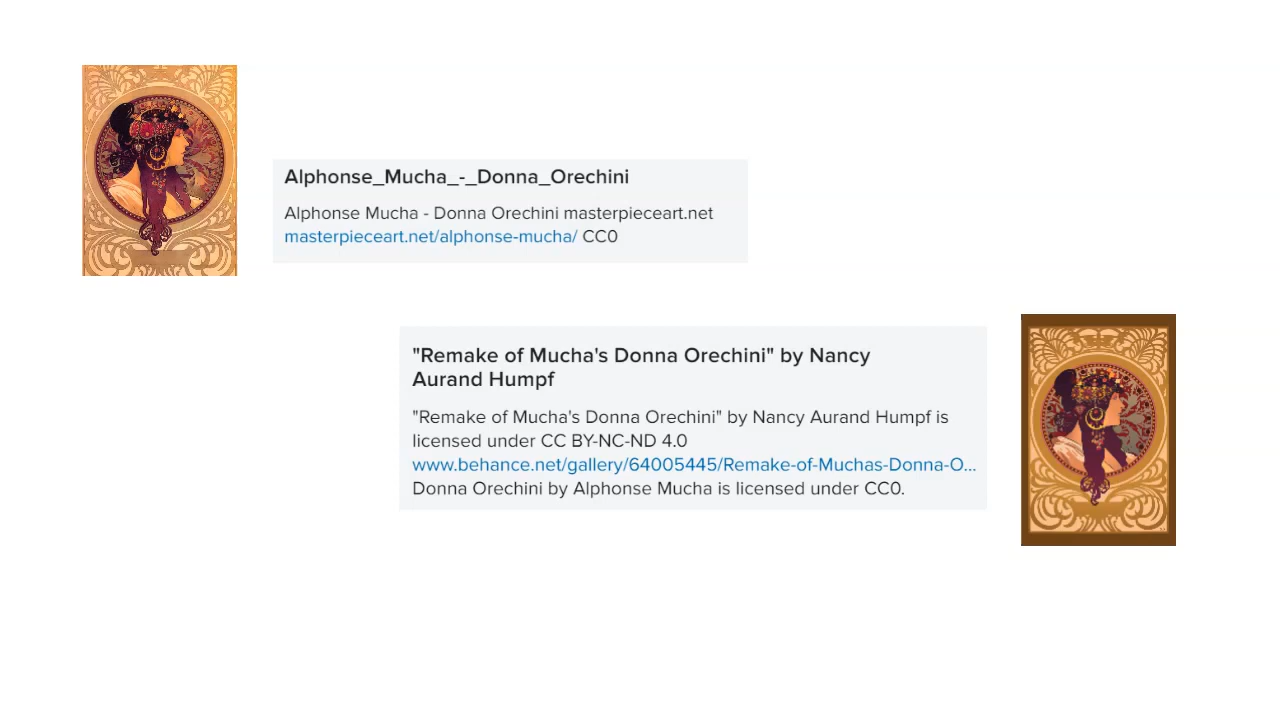 Alphonse_Mucha_-_Donna_Orechini
Alphonse Mucha - Donna Orechini masterpieceart.net
masterpieceart.net/alphonse-mucha/ CC0
"Remake of Mucha's Donna Orechini" by Nancy
Aurand Humpf
"Remake of Mucha's Donna Orechini" by Nancy Aurand Humpf is
licensed under CC BY-NC-ND 4.0
www.behance.net/gallery/64005445/Remake-of-Muchas-Donna-O...
Donna Orechini by Alphonse Mucha is licensed under CC0.